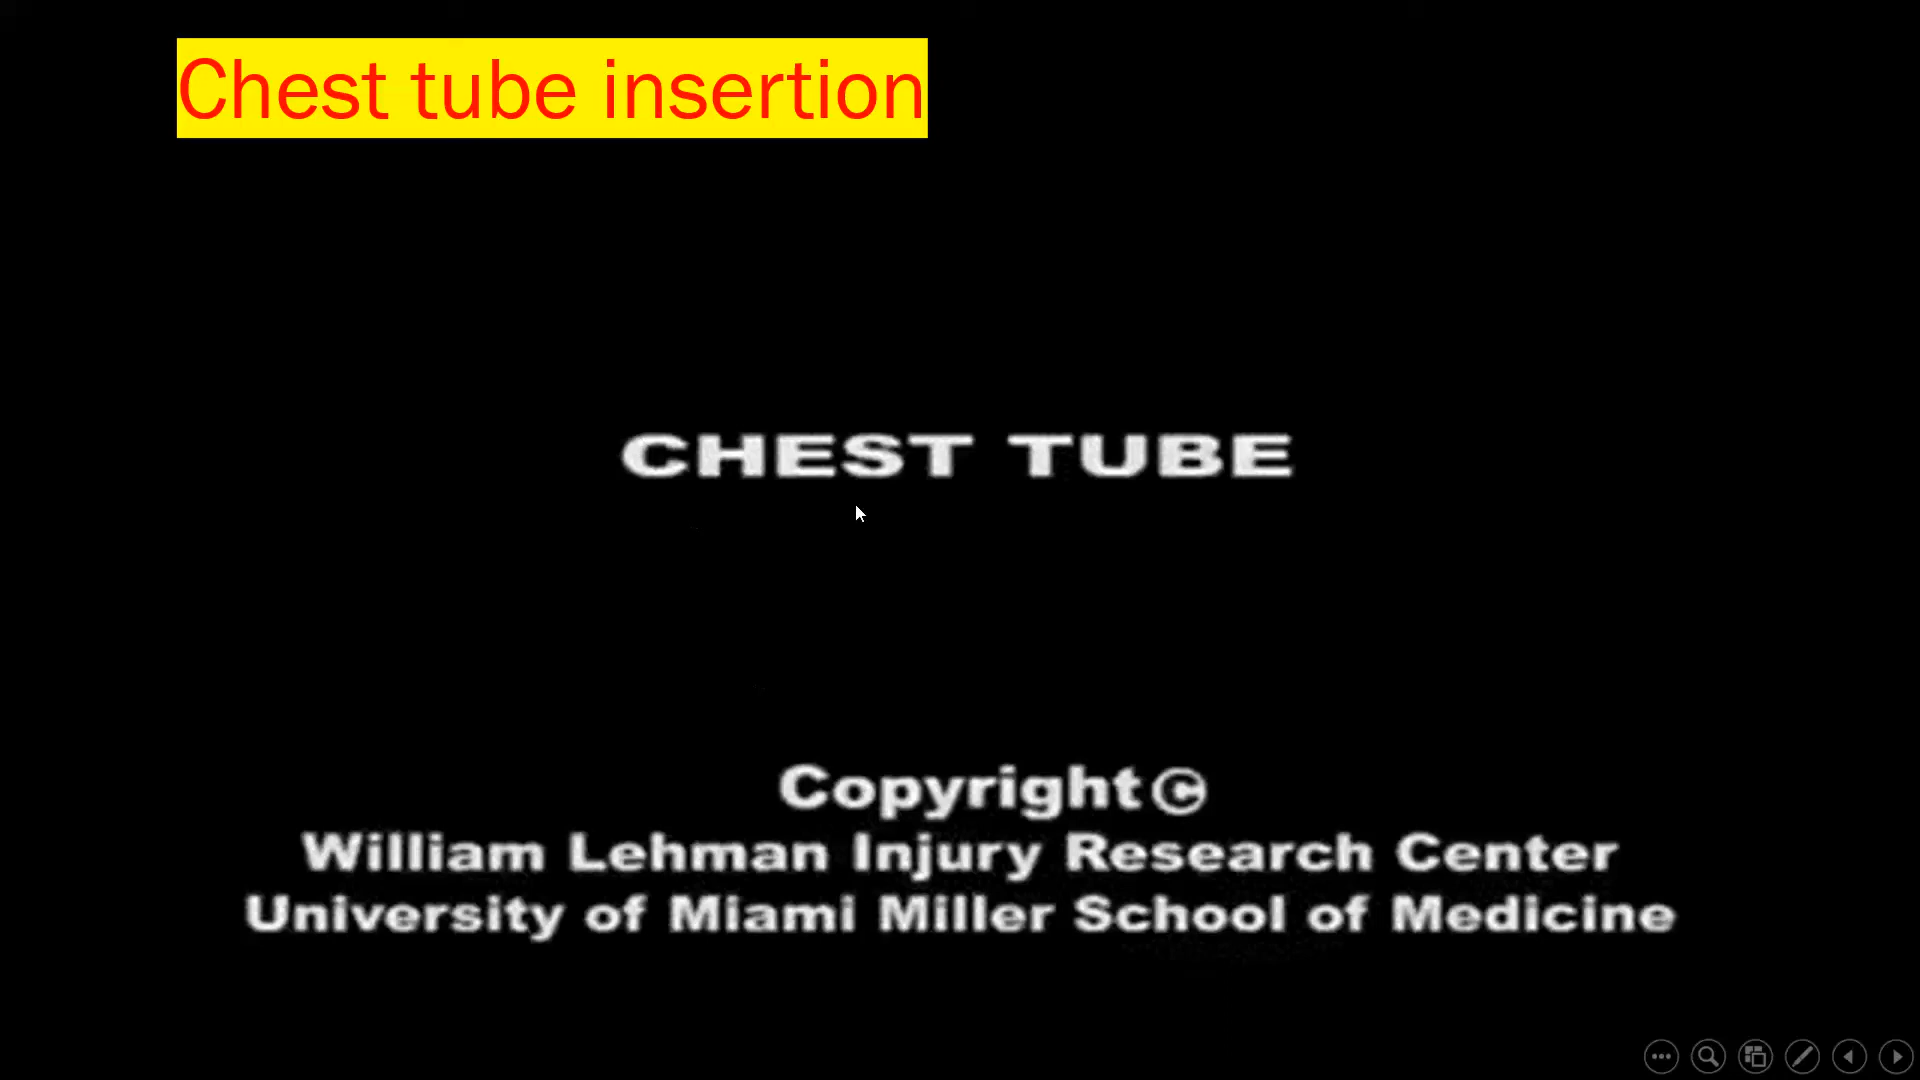 Chest tube insertion
CHEST TUBE
Copyright©
William Lehman Injury Research Center
University of Miami Miller School of Medicine